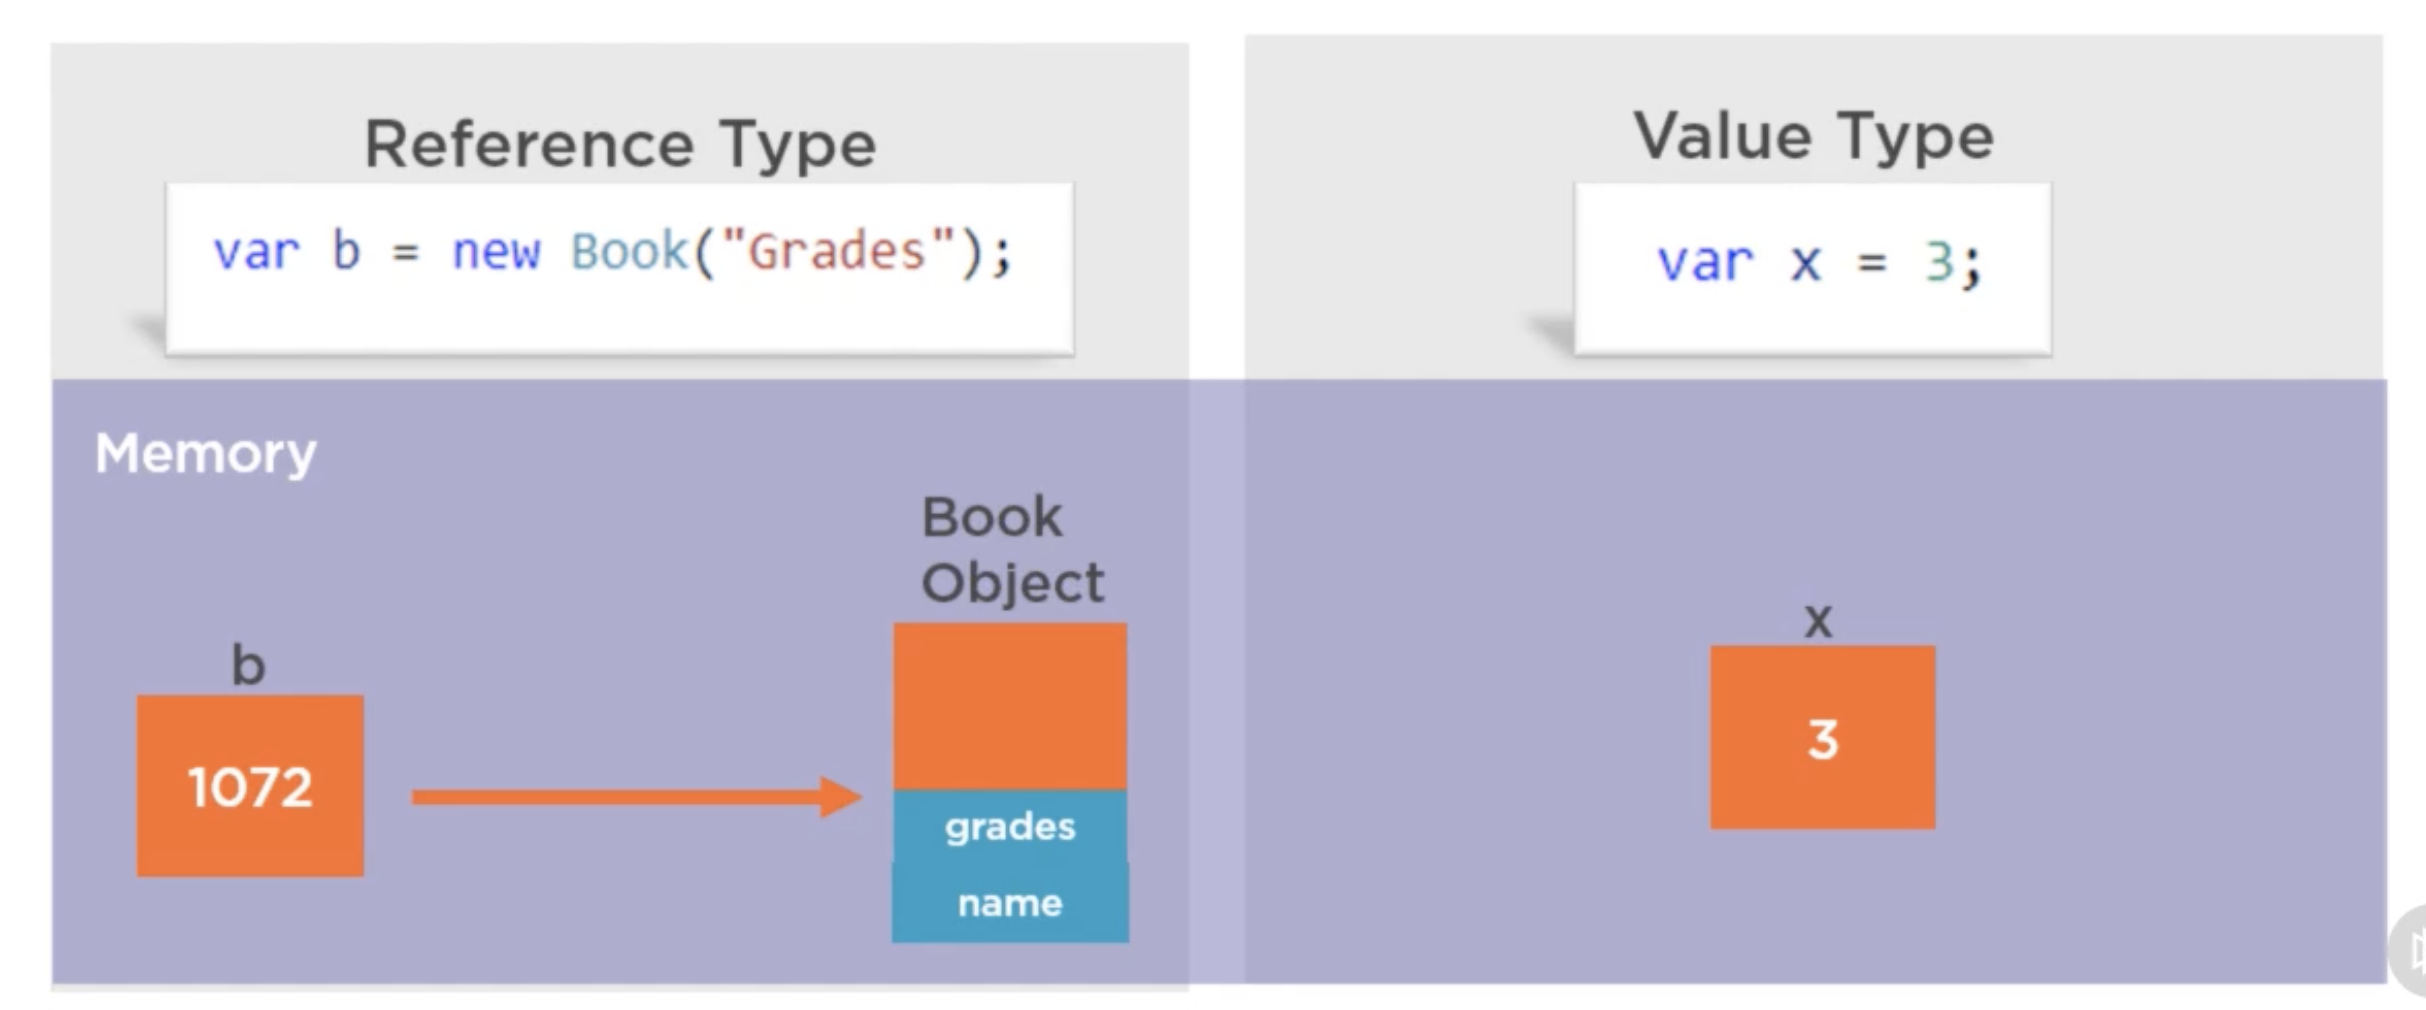 Reference Type
var b = new Book("Grades");
Value Type
var x = 3;
Memory
Book
Object
b
1072
grades
name
x
3